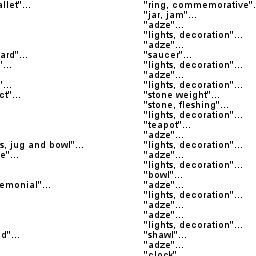 allet"... "ring, commemorative".
"jar, jam"...
"adze"...
"lights, decoration"...
"adze"...
ard"... "saucer"...
"... "lights, decoration"...
"adze"...
"... "lights, decoration"...
ct"... "stone weight"...
"stone, fleshing"...
"lights, decoration"...
"teapot"...
"adze"...
s, jug and bowl"... "lights, decoration"...
e"... "adze"...
"lights, decoration"...
"bowl"...
emonial"... "adze"...
"lights, decoration"...
"adze"...
"adze"...
"lights, decoration"...
d"... "shawl"...
"adze"...
"clock"